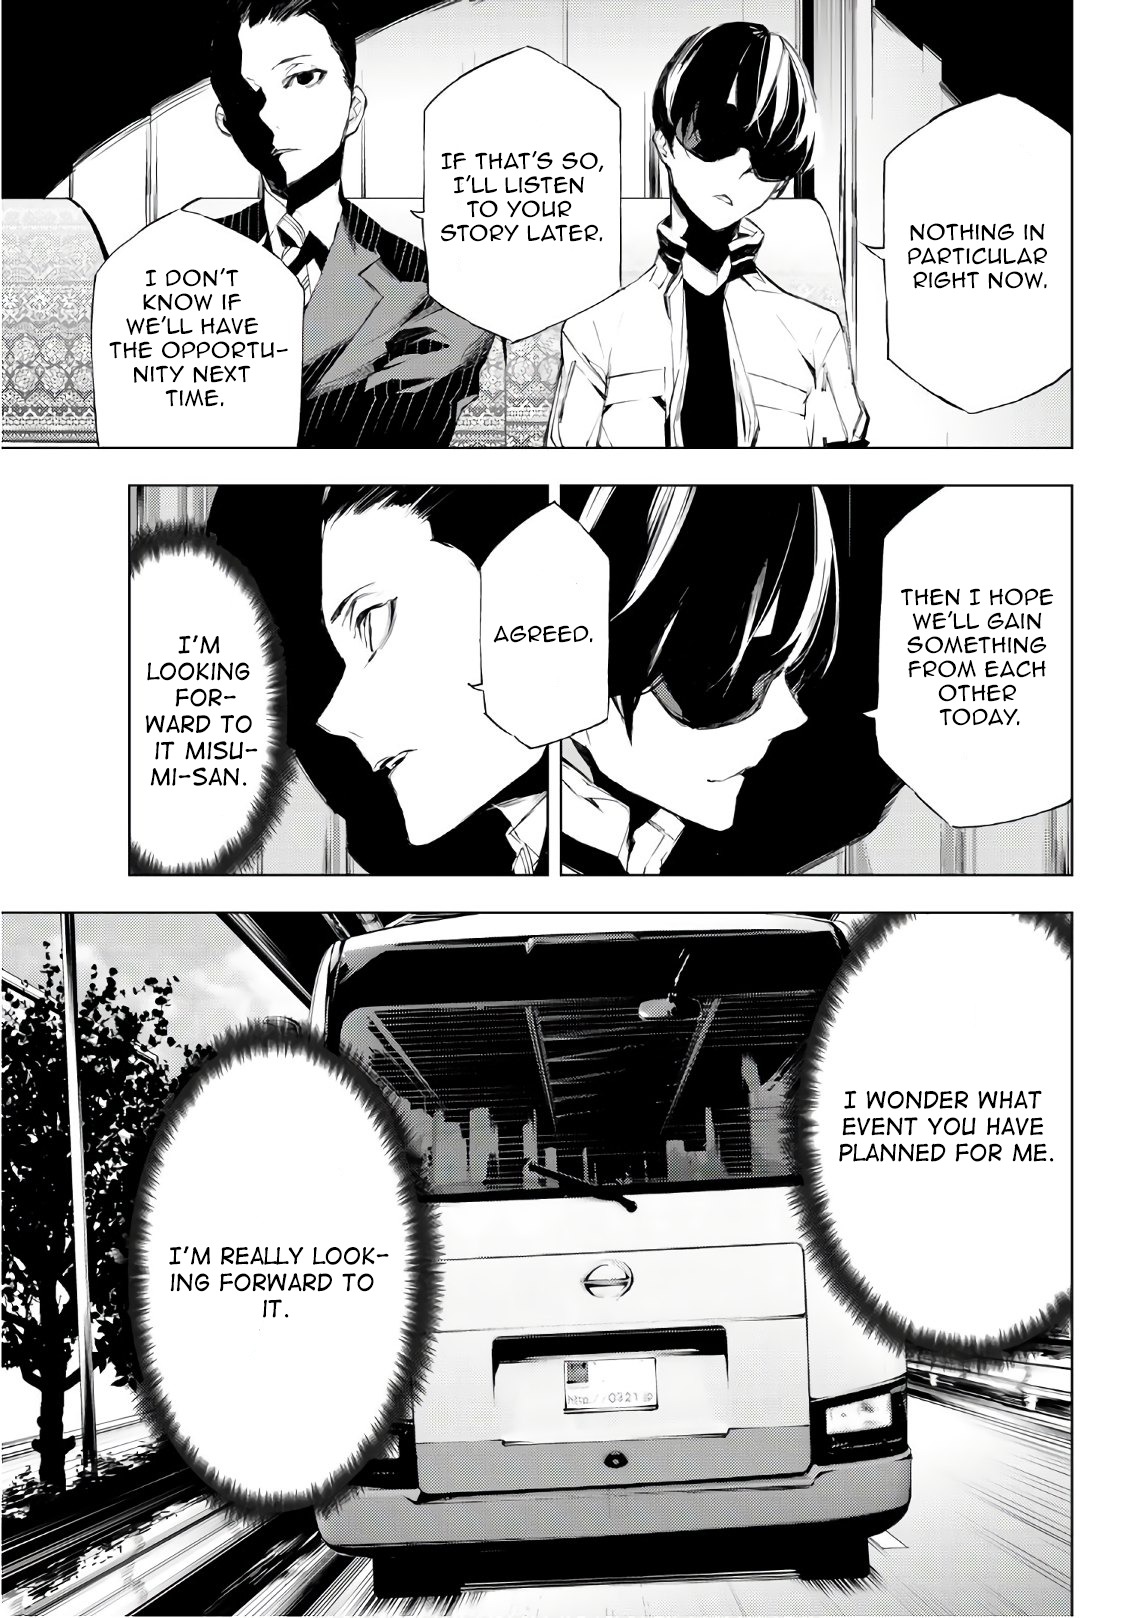 NOTHING IN
PARTICULAR
RIGHT NOW.
IF THAT'S SO,
I'LL LISTEN
TO YOUR
STORY LATER.
I DON'T
KNOW IF
WE'LL HAVE
THE OPPORTU-
NITY NEXT
TIME.
THEN I HOPE
WE'LL GAIN
SOMETHING
FROM EACH
OTHER
TODAY.
AGREED.
I'M
LOOKING
FOR-
WARD TO
IT MISU-
MI-SAN.
I WONDER WHAT
EVENT YOU HAVE
PLANNED FOR ME.
I'M REALLY LOOK-
ING FORWARD TO
IT.
http://0321.jp